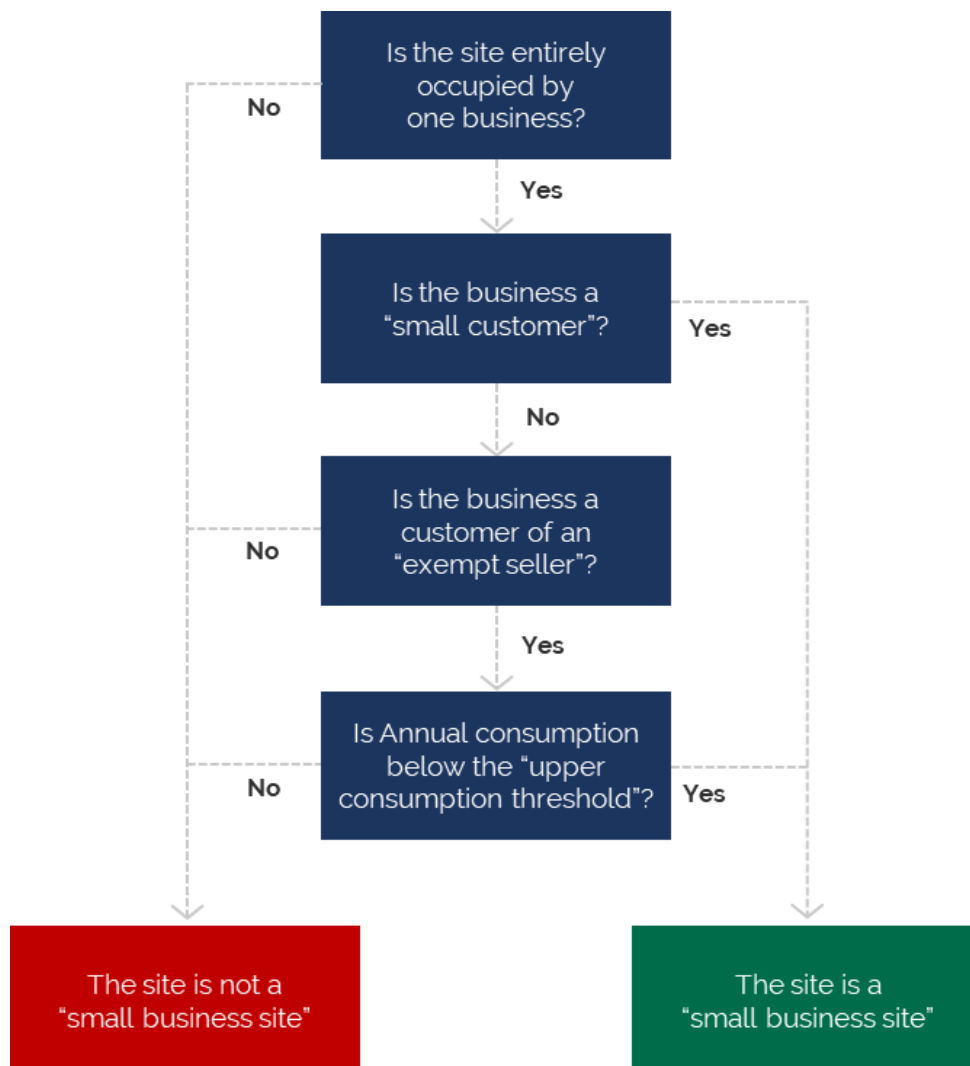 Is the site entirely
occupied by
one business?
No
Yes
Is the business a
“small customer”?
Yes
No
Is the business a
customer of an
“exempt seller”?
No
Yes
Is Annual consumption
below the “upper
consumption threshold”?
No
Yes
The site is not a
“small business site”
The site is a
“small business site”